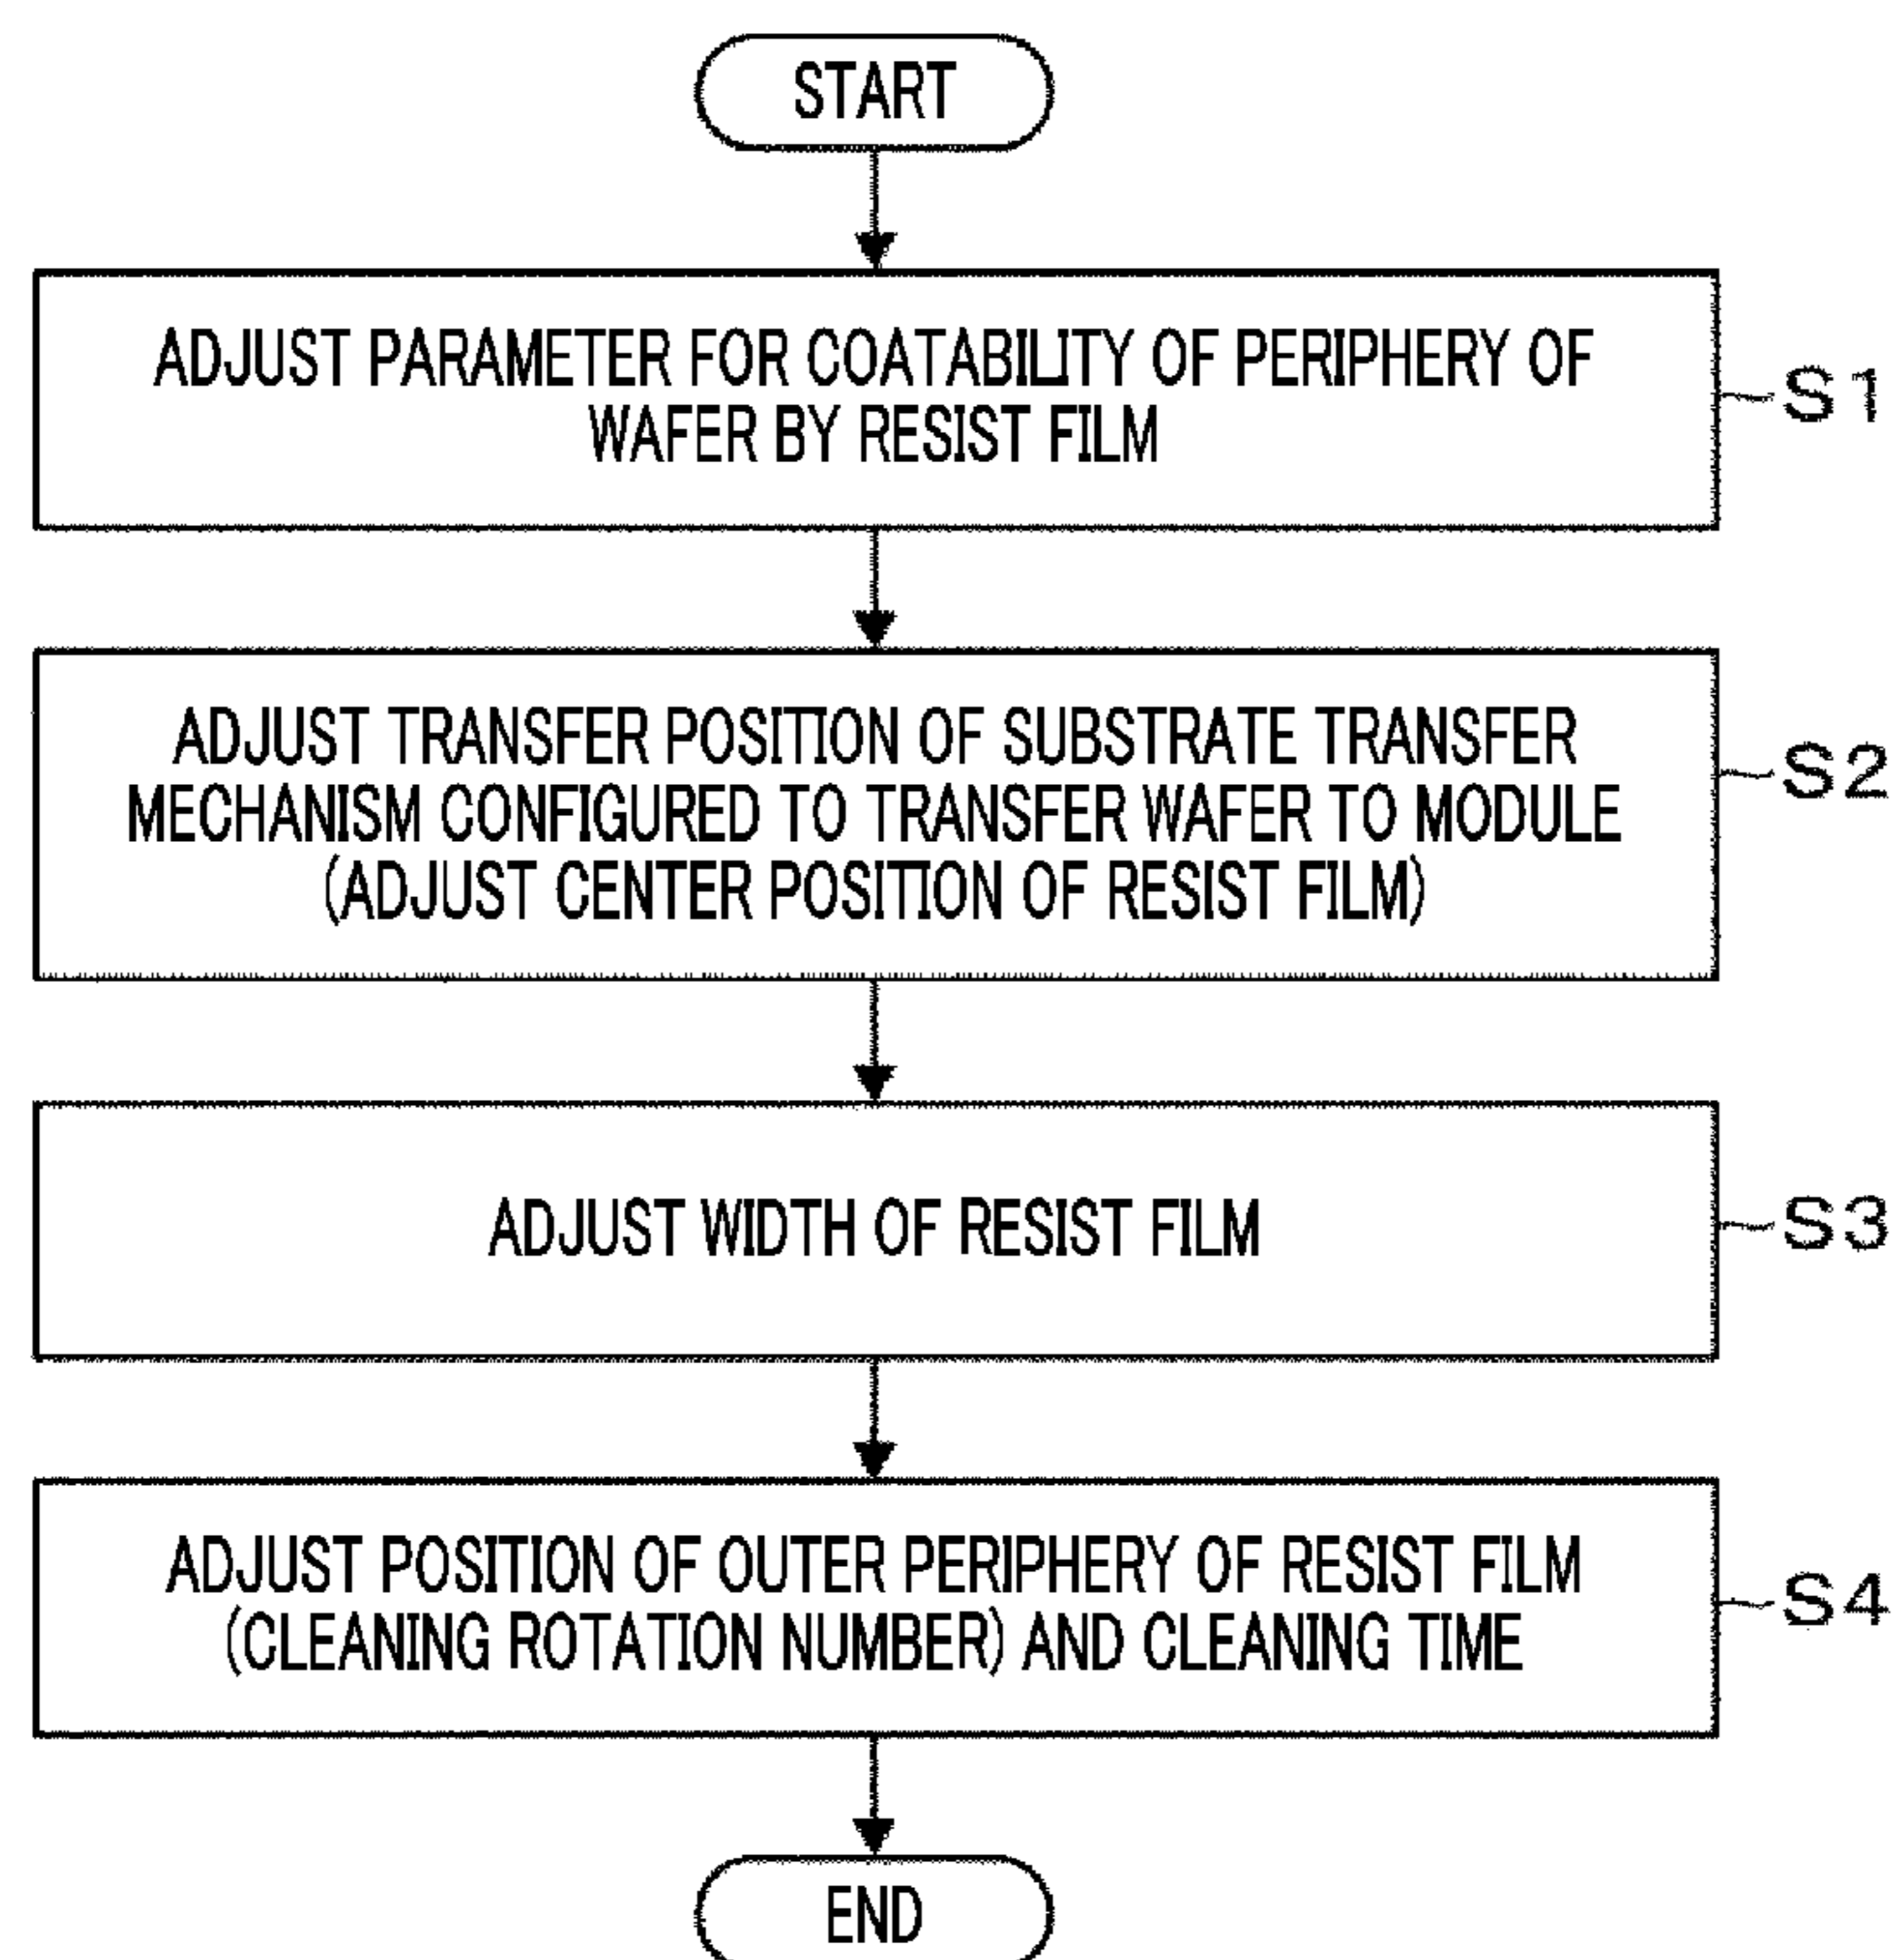 START
ADJUST PARAMETER FOR COATABILITY OF PERIPHERY OF
WAFER BY RESIST FILM
S1
ADJUST TRANSFER POSITION OF SUBSTRATE TRANSFER
MECHANISM CONFIGURED TO TRANSFER WAFER TO MODULE
(ADJUST CENTER POSITION OF RESIST FILM)
S2
ADJUST WIDTH OF RESIST FILM
S3
ADJUST POSITION OF OUTER PERIPHERY OF RESIST FILM
(CLEANING ROTATION NUMBER) AND CLEANING TIME
S4
END